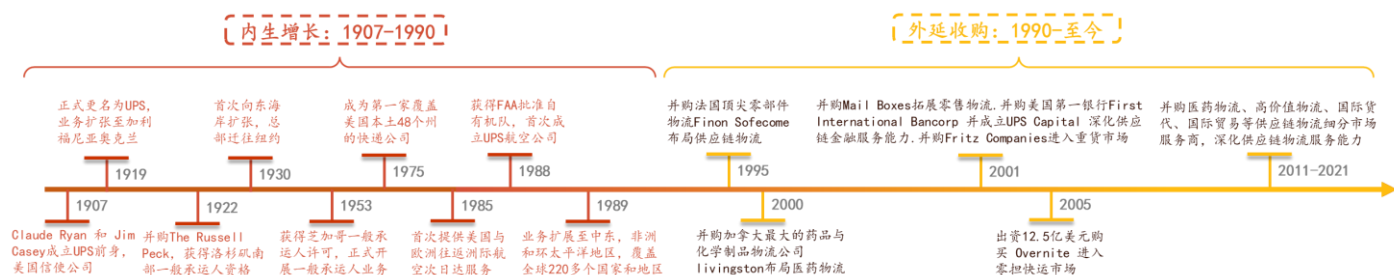 内生增长: 1907-1990
外延收购: 1990-至今
正式更名为UPS,
业务扩张至加利
福尼亚奥克兰
首次向东海
岸扩张, 总
部迁往纽约
成为第一家覆盖
美国本土48个州
的快递公司
获得FAA批准自
有机队, 首次成
立UPS航空公司
并购法国顶尖零部件
物流Finon Sofecome
布局供应链物流
并购Mail Boxes拓展零售物流,并购美国第一银行First
International Bancorp 并成立UPS Capital 深化供应
链金融服务能力,并购Fritz Companies进入重货市场
并购医药物流、高价值物流、国际货
代、国际贸易等供应链物流细分市场
服务商, 深化供应链物流服务能力
1919
1930
1975
1988
1995
2001
2011-2021
1907
1922
1953
1985
1989
2000
2005
Claude Ryan 和 Jim
Casey成立UPS前身,
美国信使公司
并购The Russell
Peck, 获得洛杉矶南
部一般承运人资格
获得芝加哥一般承
运人许可, 正式开
展一般承运人业务
首次提供美国与
欧洲往返洲际航
空次日达服务
业务扩展至中东, 非洲
和环太平洋地区, 覆盖
全球220多个国家和地区
并购加拿大最大的药品与
化学制品物流公司
livingston布局医药物流
出资12.5亿美元购
买 Overnite 进入
零担快运市场